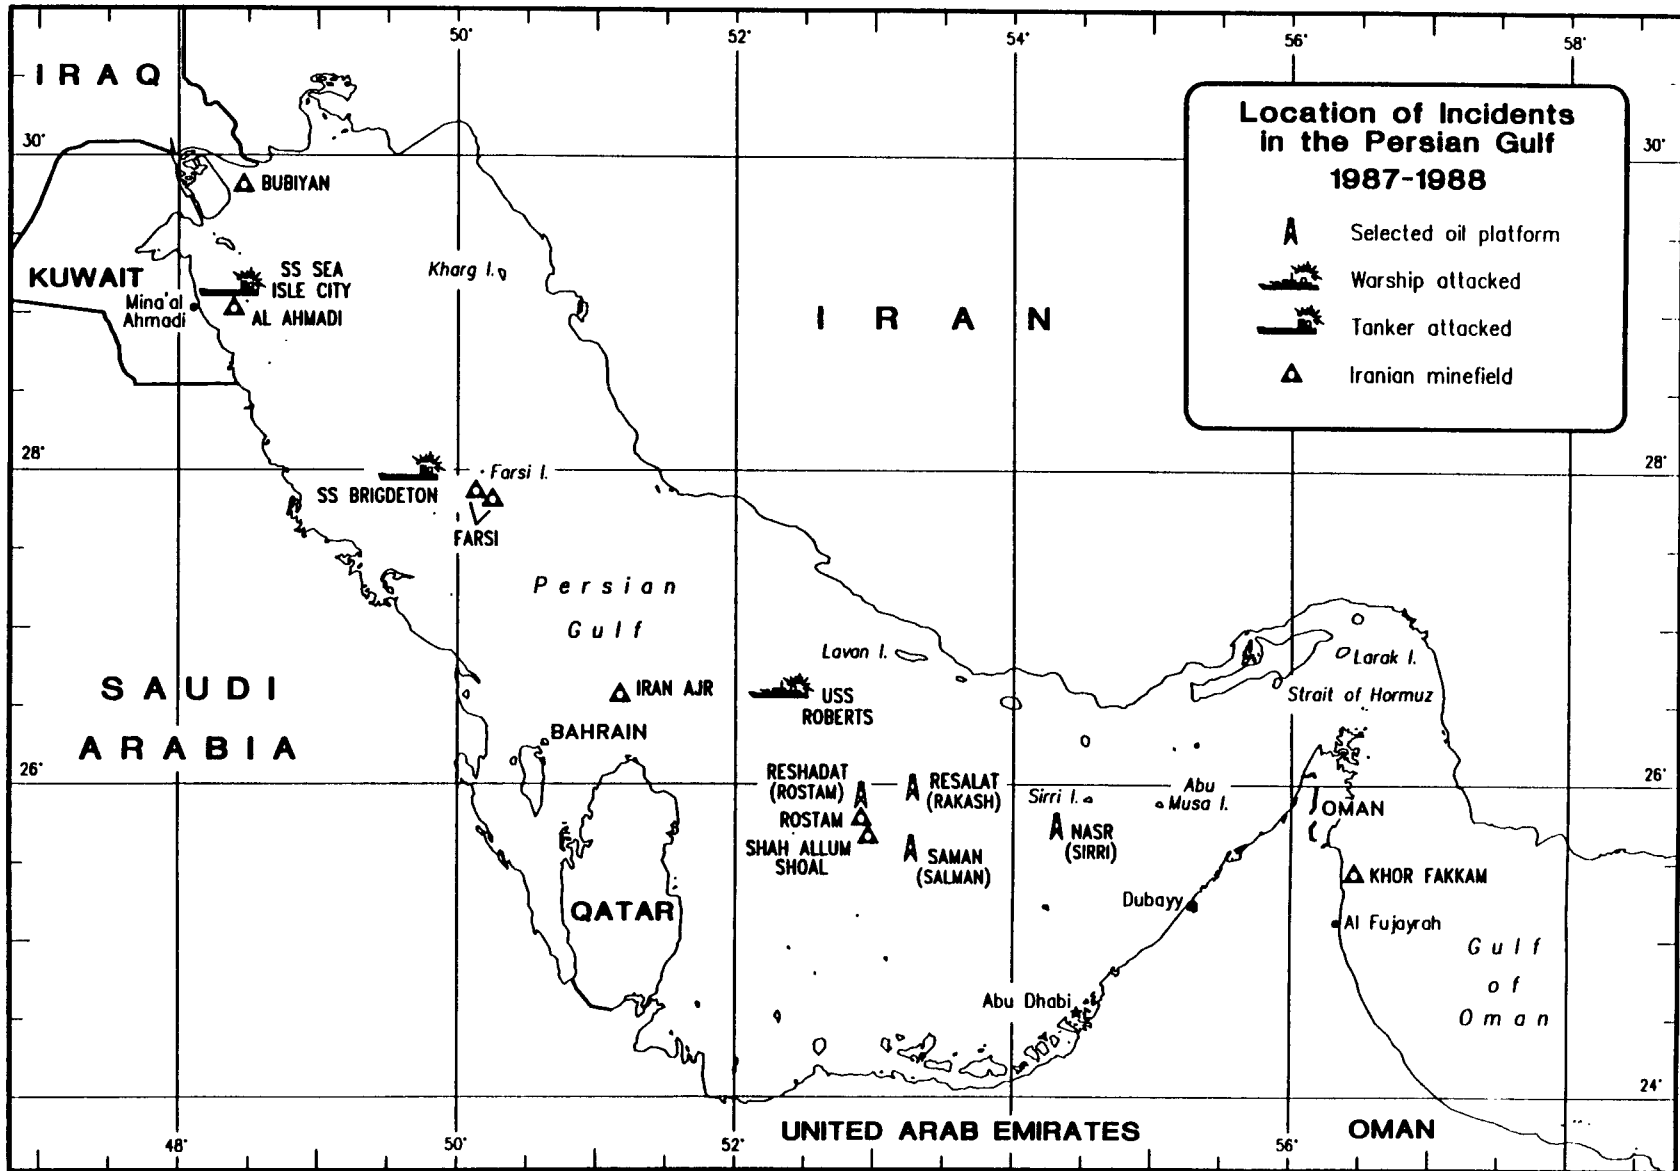 50°
52°
54°
56°
58°
IRAQ
Location of Incidents
in the Persian Gulf
1987-1988
Selected oil platform
Warship attacked
Tanker attacked
Iranian minefield
30°
30°
BUBIYAN
KUWAIT
SS SEA
ISLE CITY
Mina'al
Ahmadi
AL AHMADI
Kharg I.
IRAN
28°
28°
Farsi I.
SS BRIGDETON
FARSI
Persian
Gulf
Lavan I.
Larak I.
Strait of Hormuz
SAUDI
ARABIA
IRAN AJR
USS
ROBERTS
BAHRAIN
26°
26°
RESHADAT
(ROSTAM)
RESALAT
(RAKASH)
Sirri I.
Abu
Musa I.
OMAN
ROSTAM
SHAH ALLUM
SHOAL
SAMAN
(SALMAN)
NASR
(SIRRI)
KHOR FAKKAM
QATAR
Dubayy
Al Fujayrah
Gulf
of
Oman
Abu Dhabi
24°
48°
50°
52°
UNITED ARAB EMIRATES
56°
OMAN